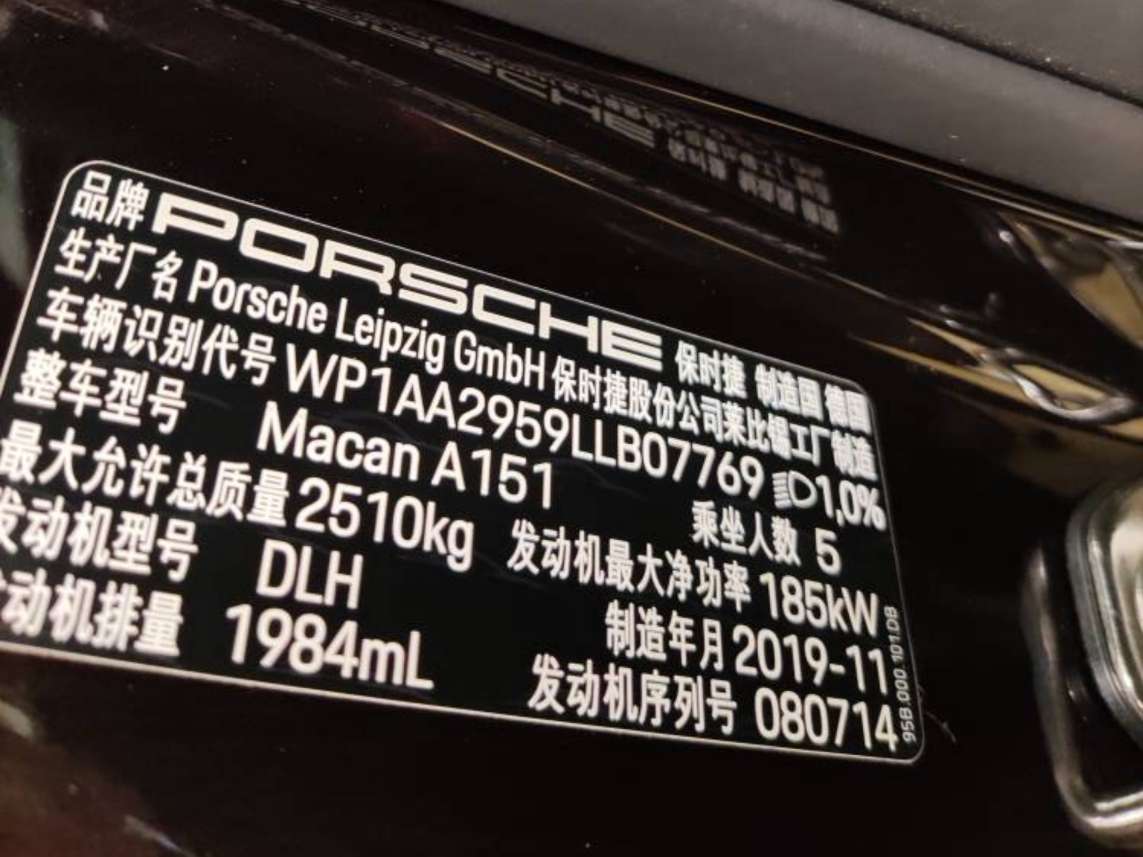 品牌 PORSCHE 保时捷 制造国 德国
生产厂名 Porsche Leipzig GmbH 保时捷股份公司莱比锡工厂制造
车辆识别代号 WP1AA2959LLB07769 1,0%
整车型号 Macan A151 乘坐人数 5
最大允许总质量 2510kg 发动机最大净功率 185kW
发动机型号 DLH 制造年月 2019-11
发动机排量 1984mL 发动机序列号 080714
95B.000.101.DB